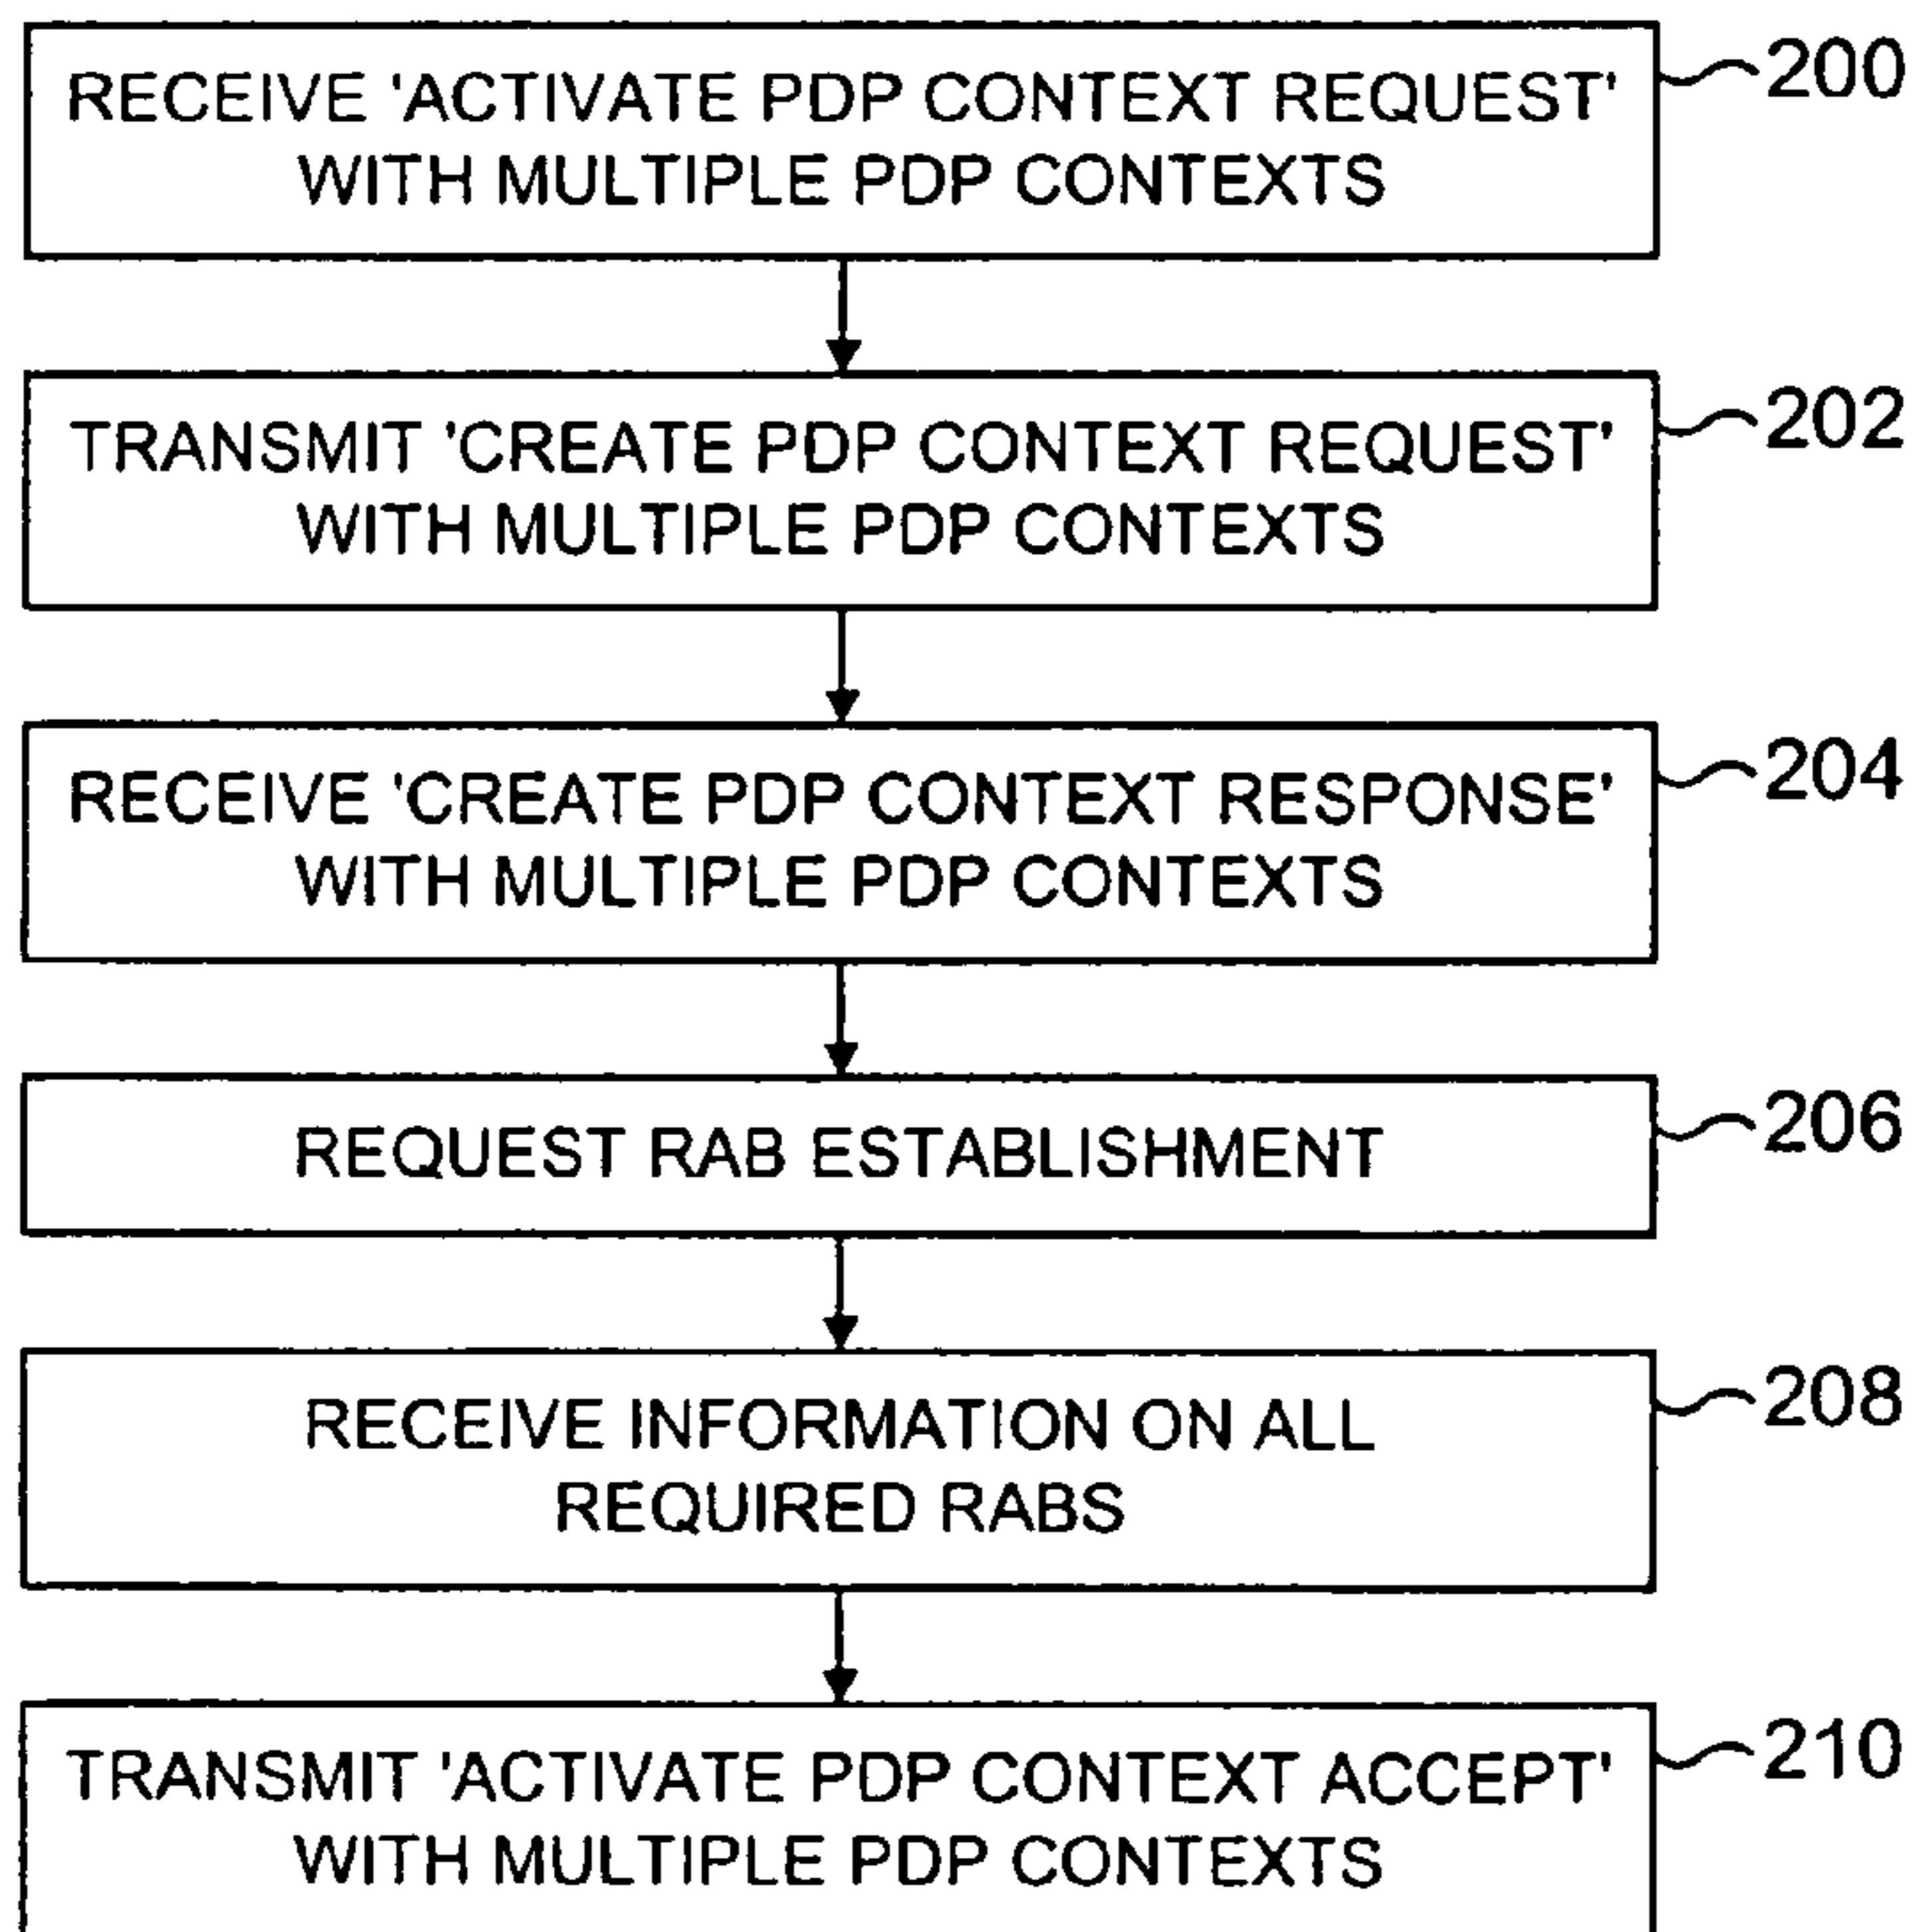 RECEIVE 'ACTIVATE PDP CONTEXT REQUEST'
WITH MULTIPLE PDP CONTEXTS
200
TRANSMIT 'CREATE PDP CONTEXT REQUEST'
WITH MULTIPLE PDP CONTEXTS
202
RECEIVE 'CREATE PDP CONTEXT RESPONSE'
WITH MULTIPLE PDP CONTEXTS
204
REQUEST RAB ESTABLISHMENT
206
RECEIVE INFORMATION ON ALL
REQUIRED RABS
208
TRANSMIT 'ACTIVATE PDP CONTEXT ACCEPT'
WITH MULTIPLE PDP CONTEXTS
210